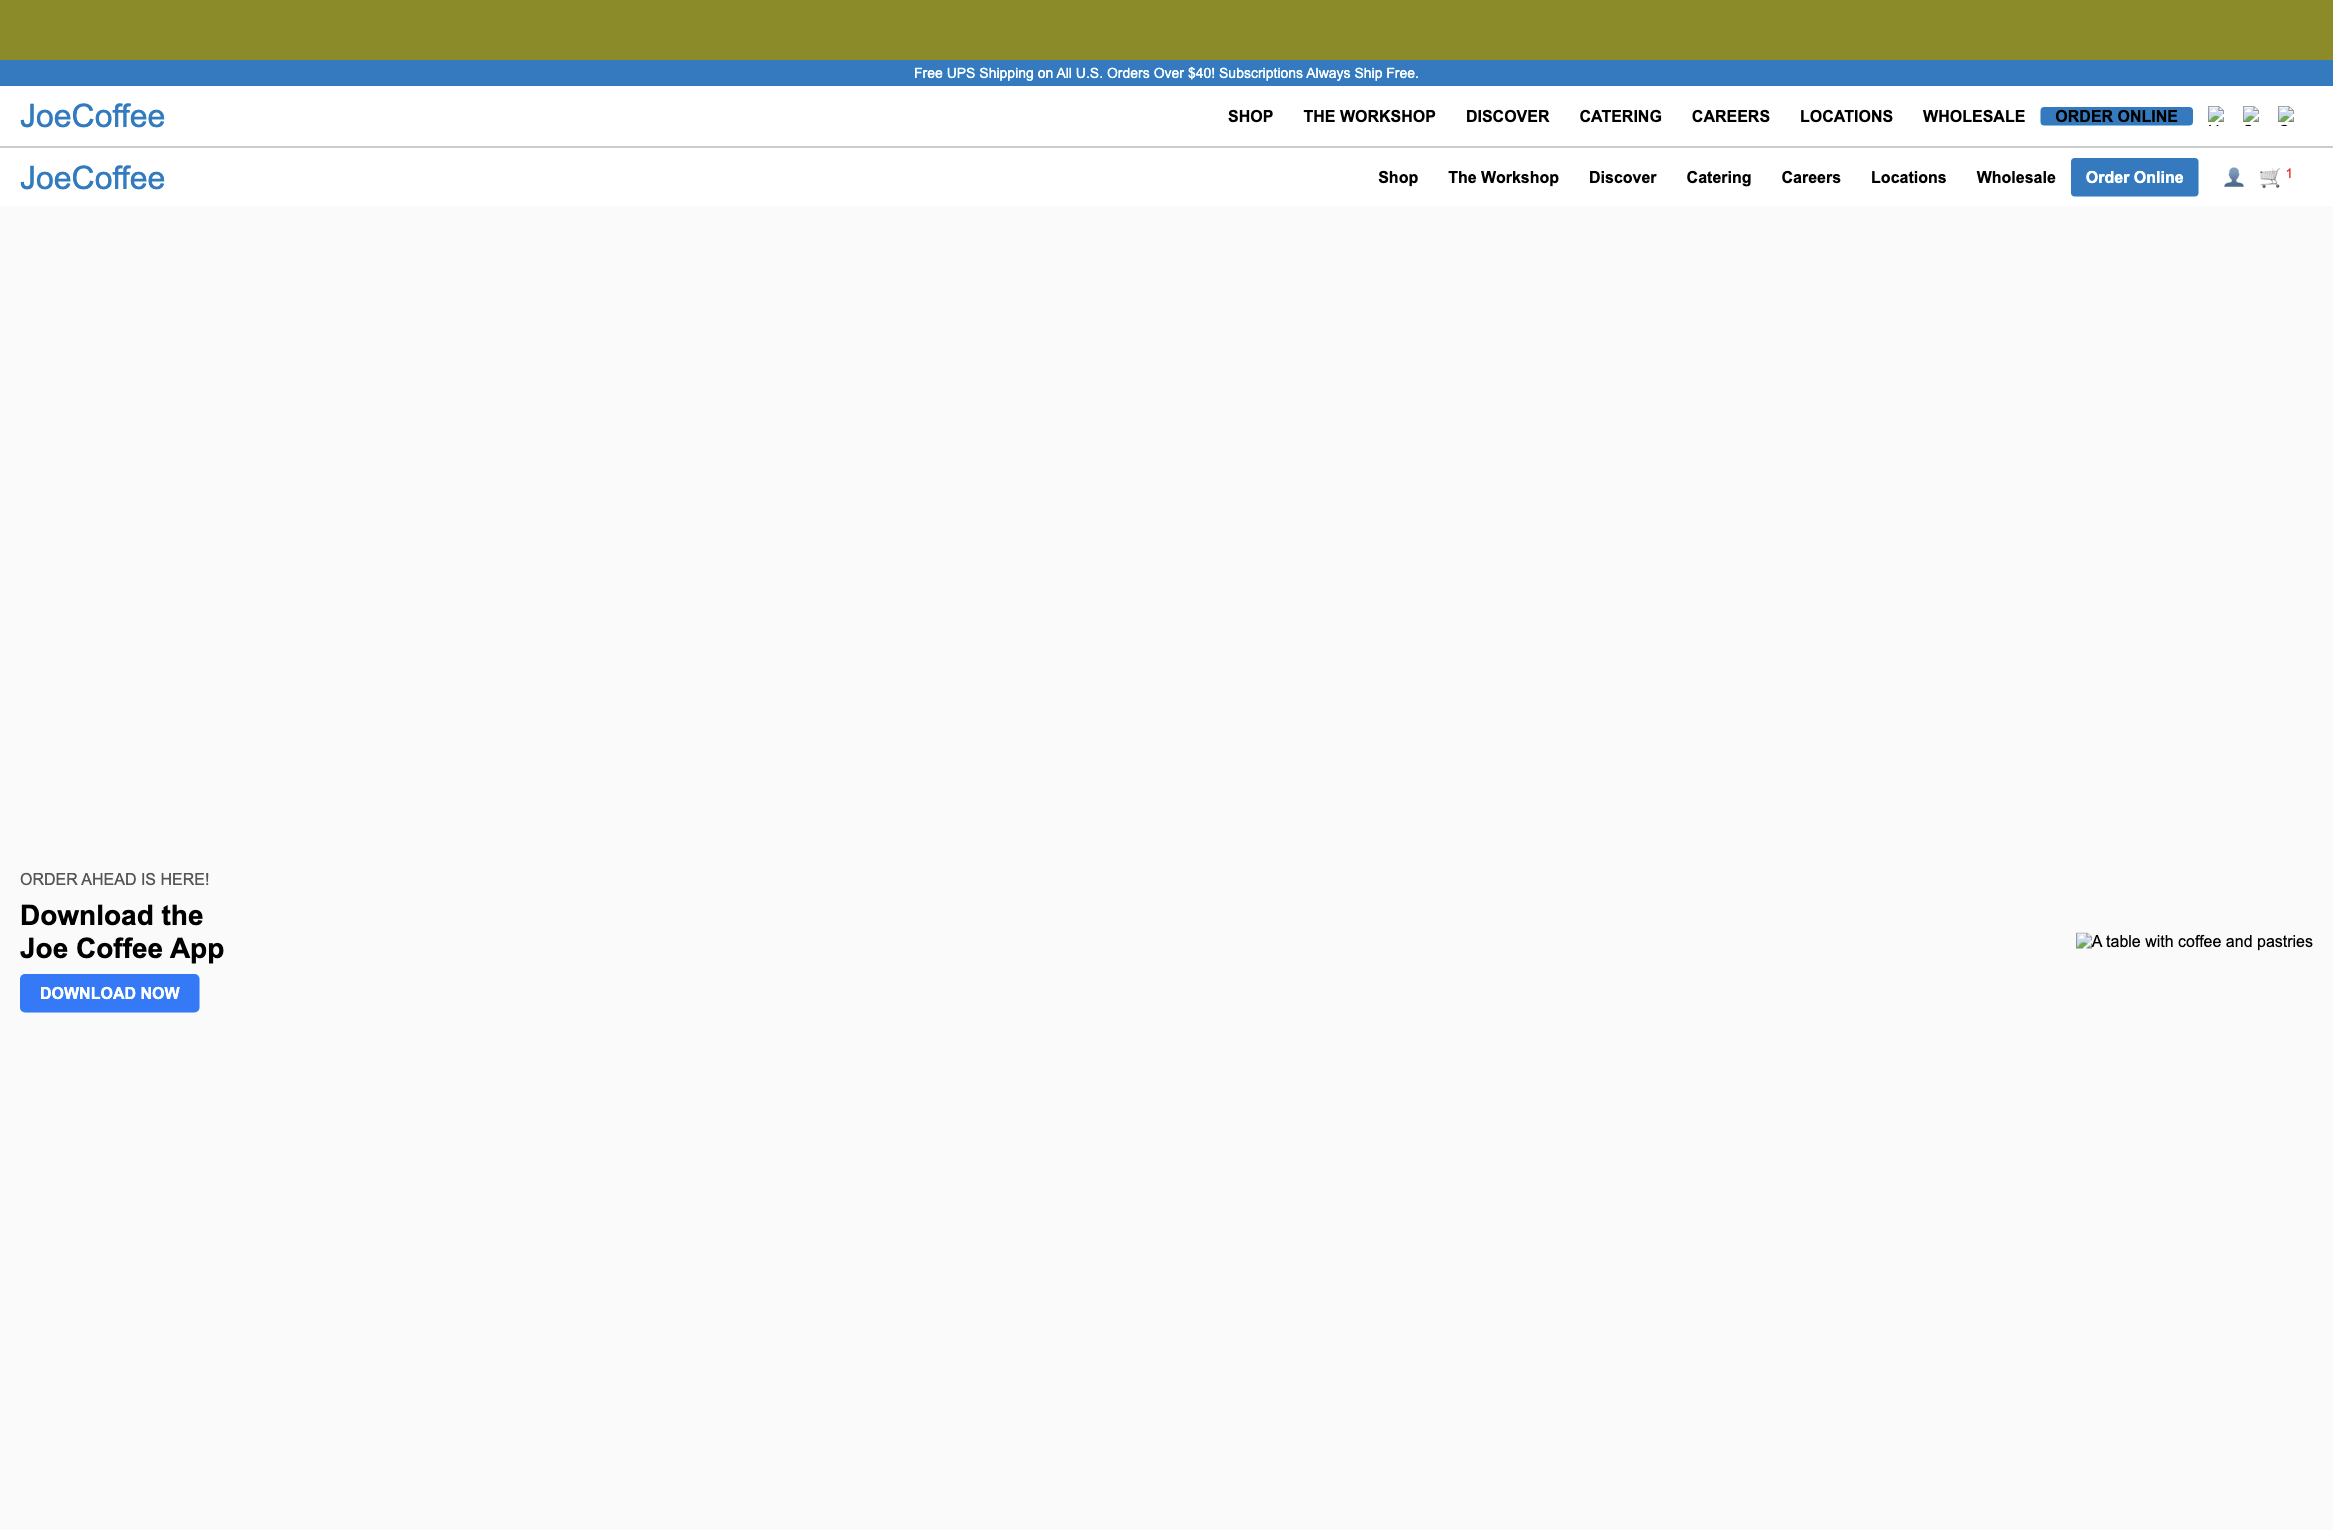 Free UPS Shipping on All U.S. Orders Over $40! Subscriptions Always Ship Free.
JoeCoffee SHOP THE WORKSHOP DISCOVER CATERING CAREERS LOCATIONS WHOLESALE ORDER ONLINE
JoeCoffee Shop The Workshop Discover Catering Careers Locations Wholesale Order Online 1
ORDER AHEAD IS HERE!
Download the
Joe Coffee App
A table with coffee and pastries
DOWNLOAD NOW